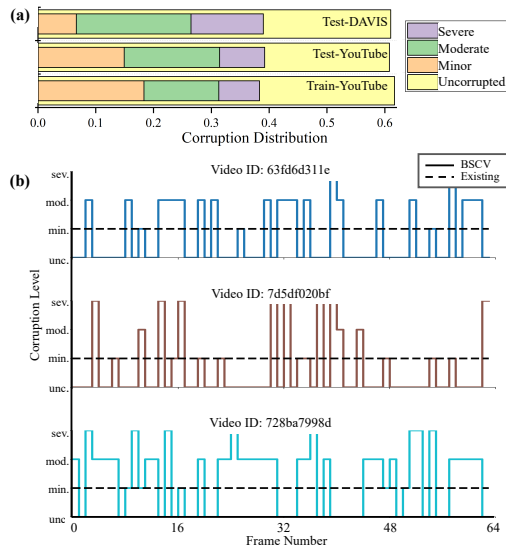 (a)
Test-DAVIS
Test-YouTube
Train-YouTube
Severe
Moderate
Minor
Uncorrupted
0.0 0.1 0.2 0.3 0.4 0.5 0.6
Corruption Distribution
(b)
BSCV
Existing
Video ID: 63fd6d311e
sev.
mod.
min.
unc.
Video ID: 7d5df020bf
sev.
mod.
min.
unc.
Video ID: 728ba7998d
sev.
mod.
min.
unc
Corruption Level
0 16 32 48 64
Frame Number